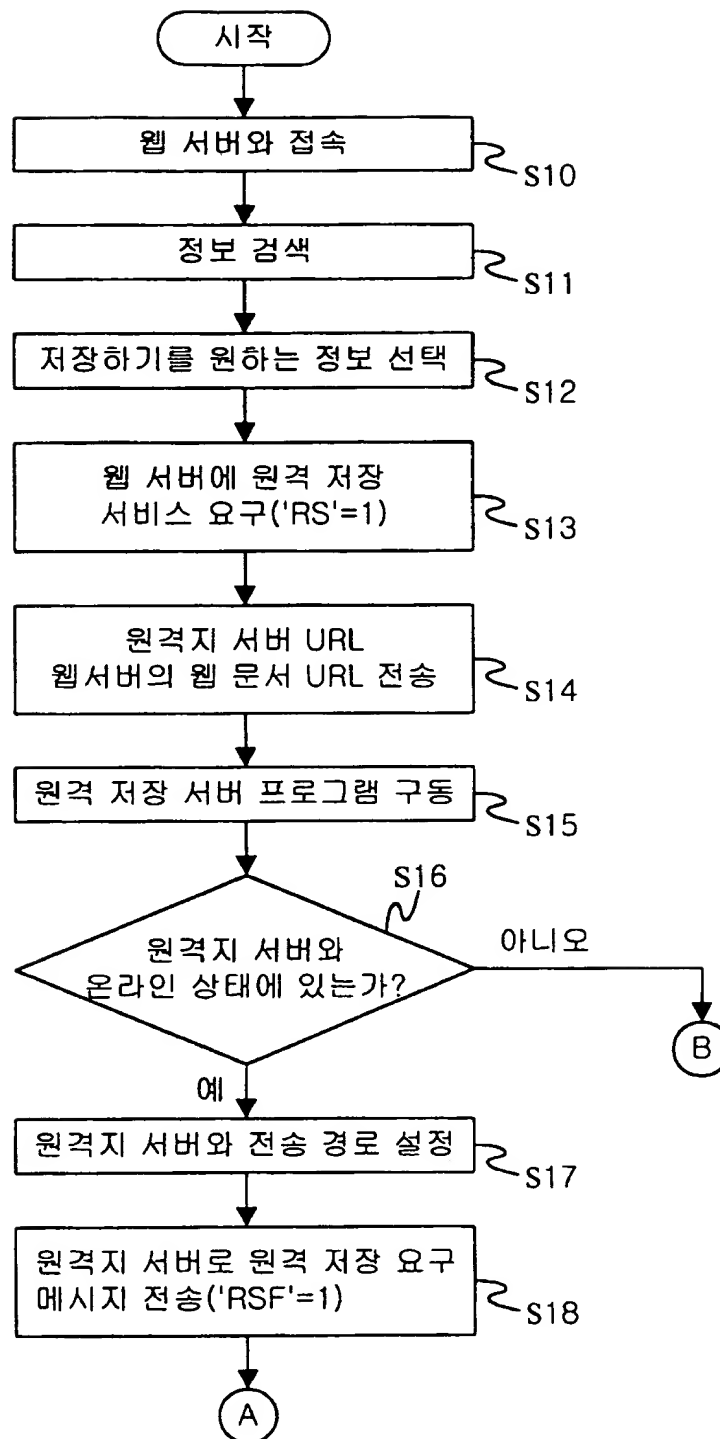 시작
웹 서버와 접속
S10
정보 검색
S11
저장하기를 원하는 정보 선택
S12
웹 서버에 원격 저장
서비스 요구('RS'=1)
S13
원격지 서버 URL
웹서버의 웹 문서 URL 전송
S14
원격 저장 서버 프로그램 구동
S15
S16
원격지 서버와
온라인 상태에 있는가?
아니오
B
예
원격지 서버와 전송 경로 설정
S17
원격지 서버로 원격 저장 요구
메시지 전송('RSF'=1)
S18
A